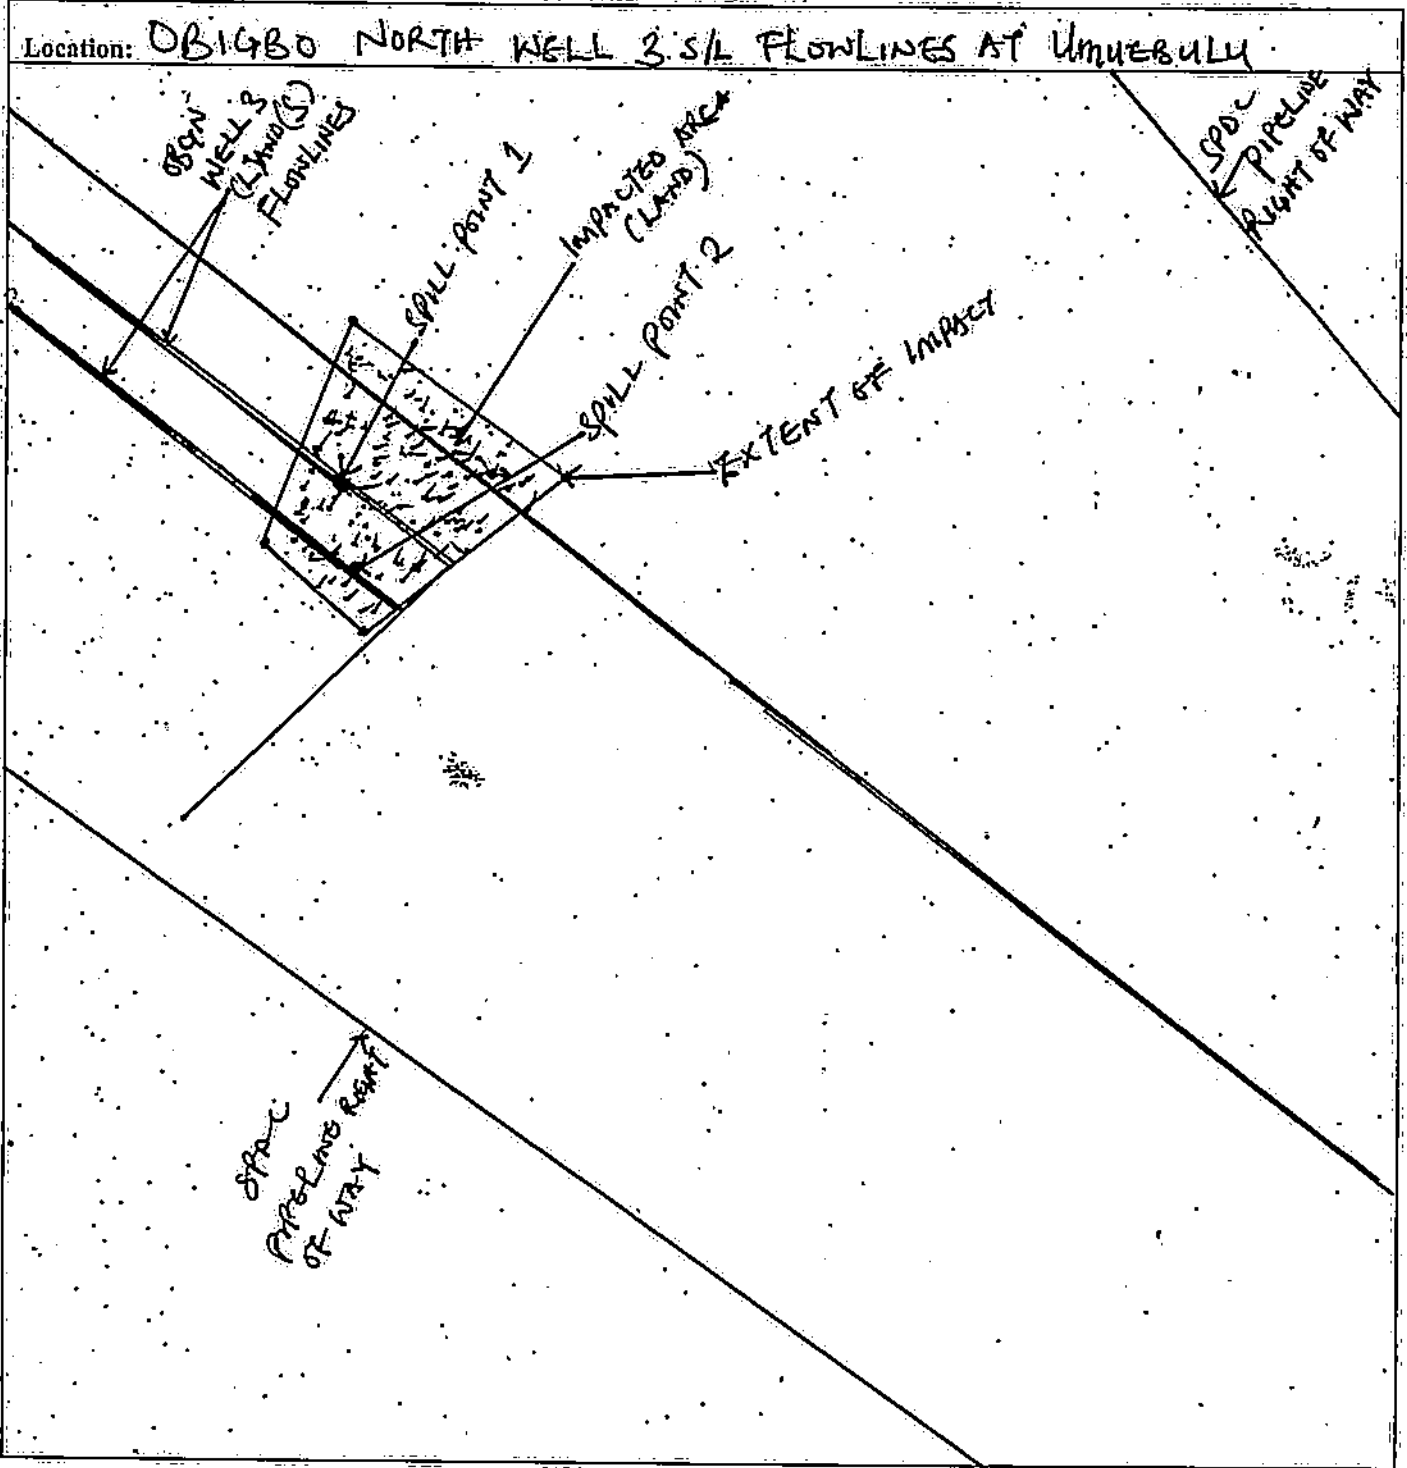 Location: OBIGBO NORTH WELL 3 S/L FLOWLINES AT UMUEBULU
OBGN
WELL 3
(L) AND (S)
FLOWLINES
SPILL POINT 1
IMPACTED AREA
(LAND)
SPILL POINT 2
EXTENT OF IMPACT
SPDC
PIPELINE
RIGHT OF WAY
SPDC
PIPELINE RIGHT
OF WAY